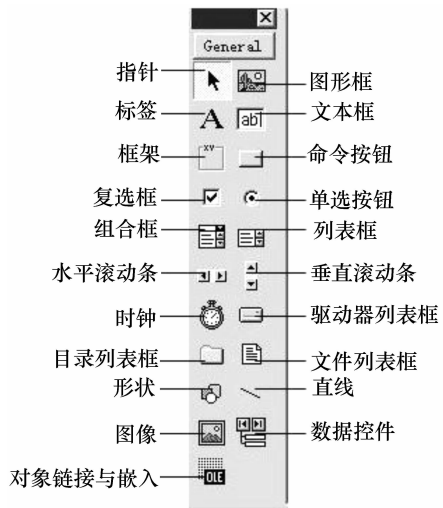 General
指针
图形框
标签
A
ab
文本框
框架
XY
命令按钮
复选框
单选按钮
组合框
列表框
水平滚动条
垂直滚动条
时钟
驱动器列表框
目录列表框
文件列表框
形状
直线
图像
数据控件
对象链接与嵌入
OLE